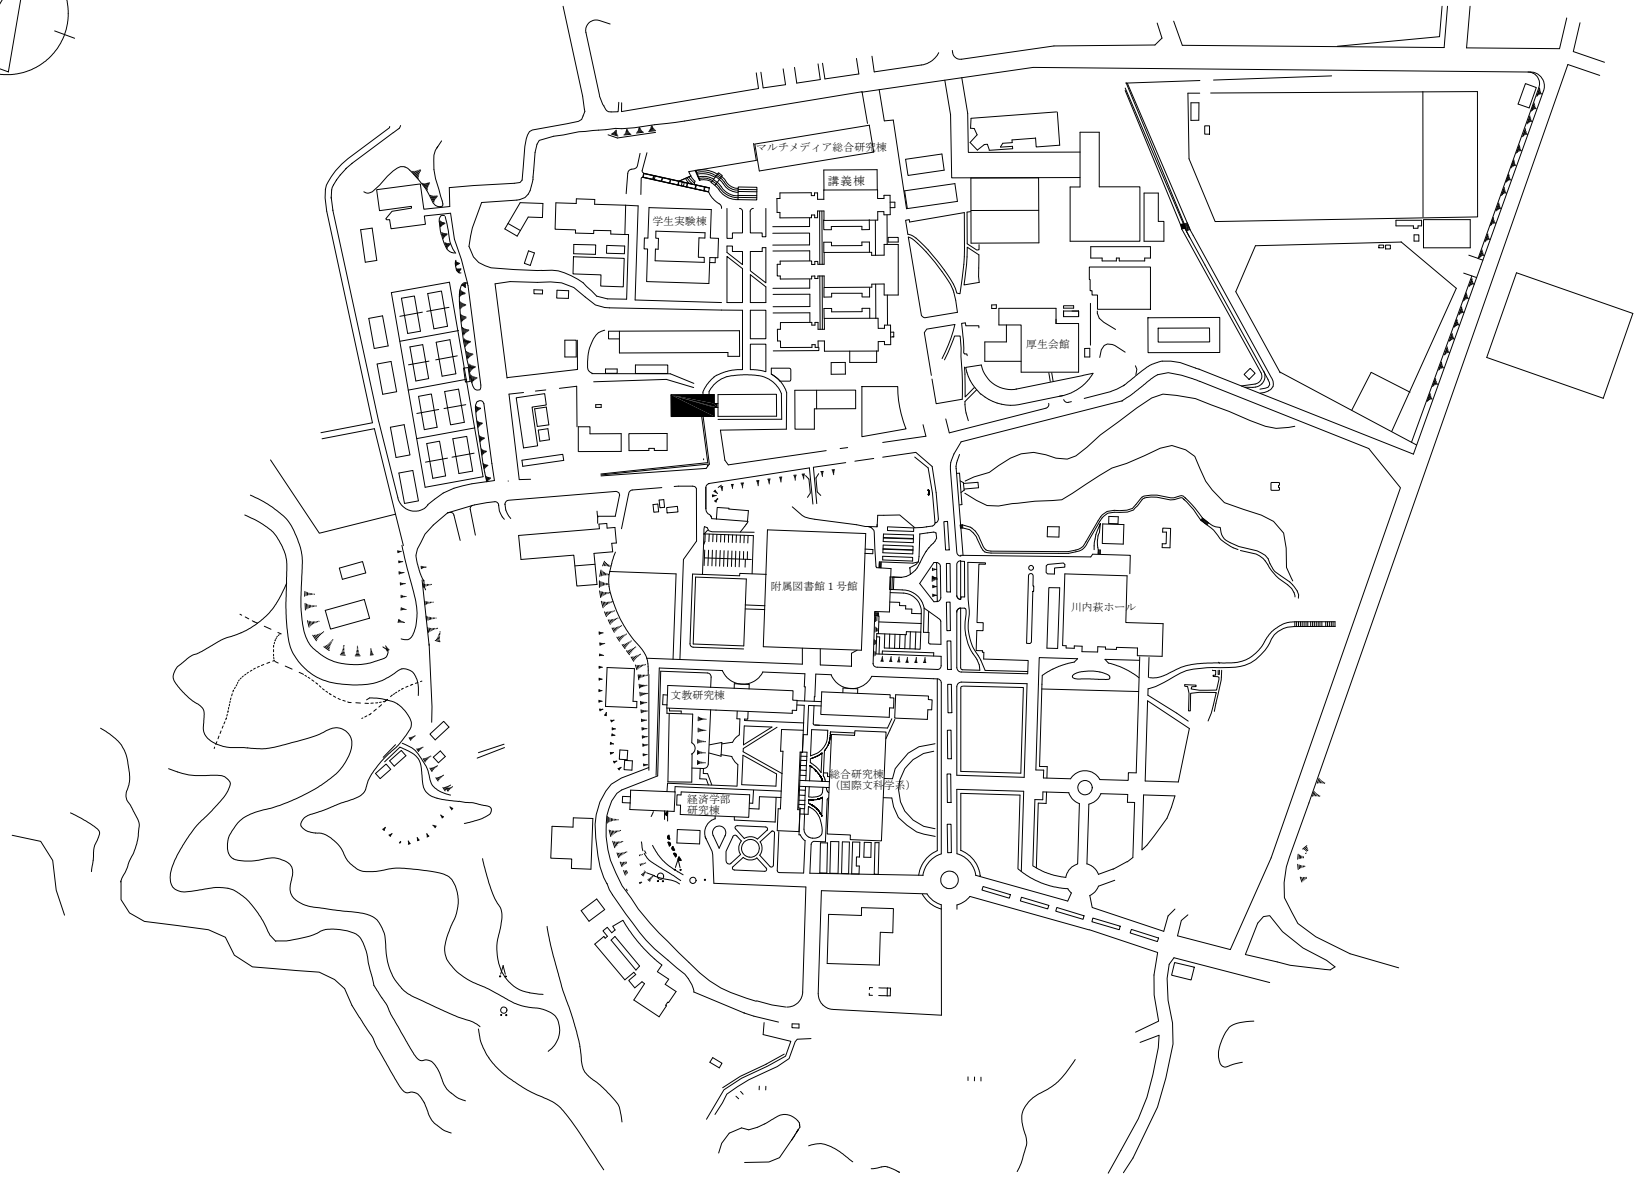 マルチメディア総合研究棟
講義棟
学生実験棟
厚生会館
附属図書館１号館
川内萩ホール
文教研究棟
総合研究棟
（国際文科学系）
経済学部
研究棟